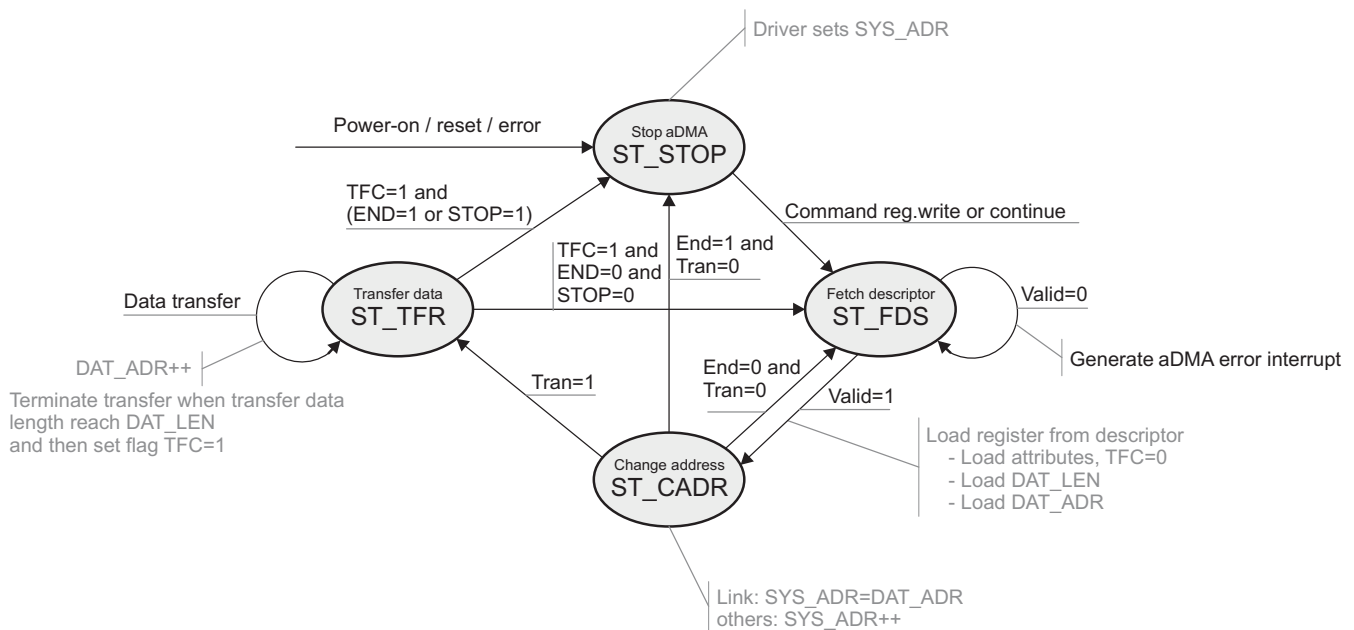 Driver sets SYS_ADR
Power-on / reset / error
Stop aDMA
ST_STOP
TFC=1 and
(END=1 or STOP=1)
Command reg.write or continue
TFC=1 and
END=0 and
STOP=0
End=1 and
Tran=0
Data transfer
Transfer data
ST_TFR
Fetch descriptor
ST_FDS
Valid=0
DAT_ADR++
Generate aDMA error interrupt
Terminate transfer when transfer data
length reach DAT_LEN
and then set flag TFC=1
Tran=1
End=0 and
Tran=0
Valid=1
Load register from descriptor
- Load attributes, TFC=0
- Load DAT_LEN
- Load DAT_ADR
Change address
ST_CADR
Link: SYS_ADR=DAT_ADR
others: SYS_ADR++